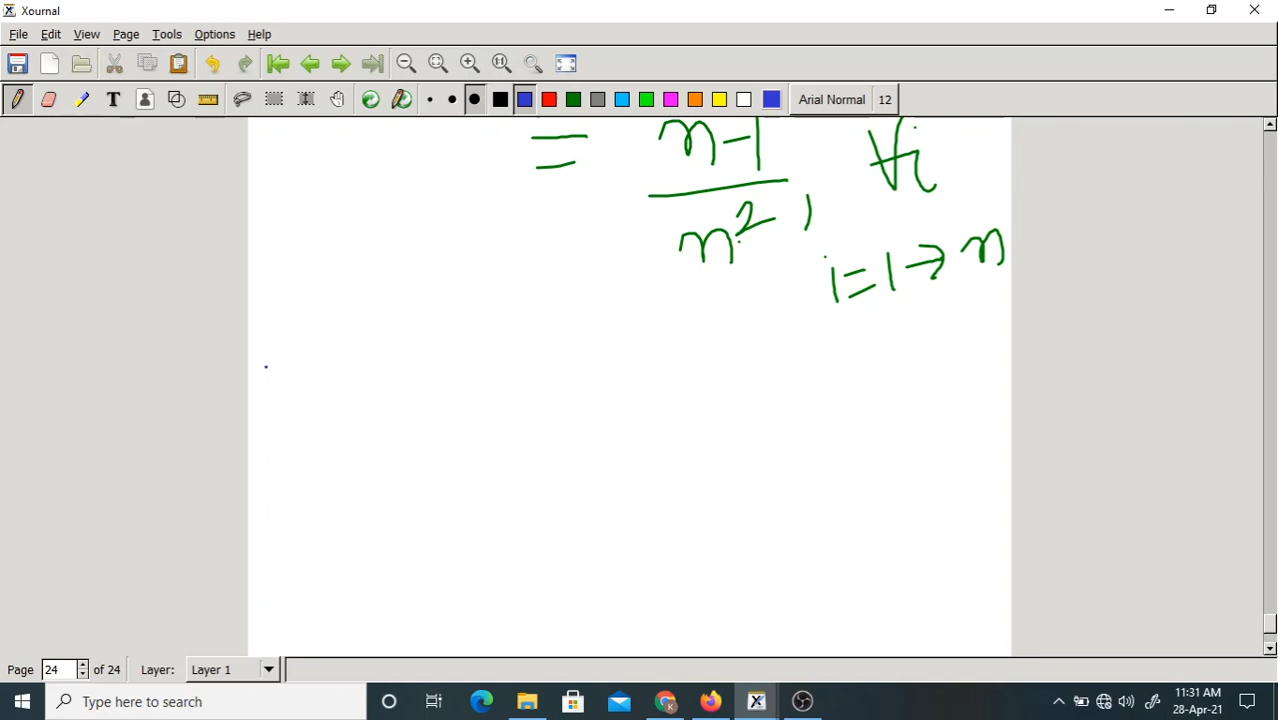 Xournal
File Edit View Page Tools Options Help
Arial Normal 12
= n-1 ∀i
n², 
i=1→n
Page 24 of 24 Layer: Layer 1
Type here to search
11:31 AM
28-Apr-21